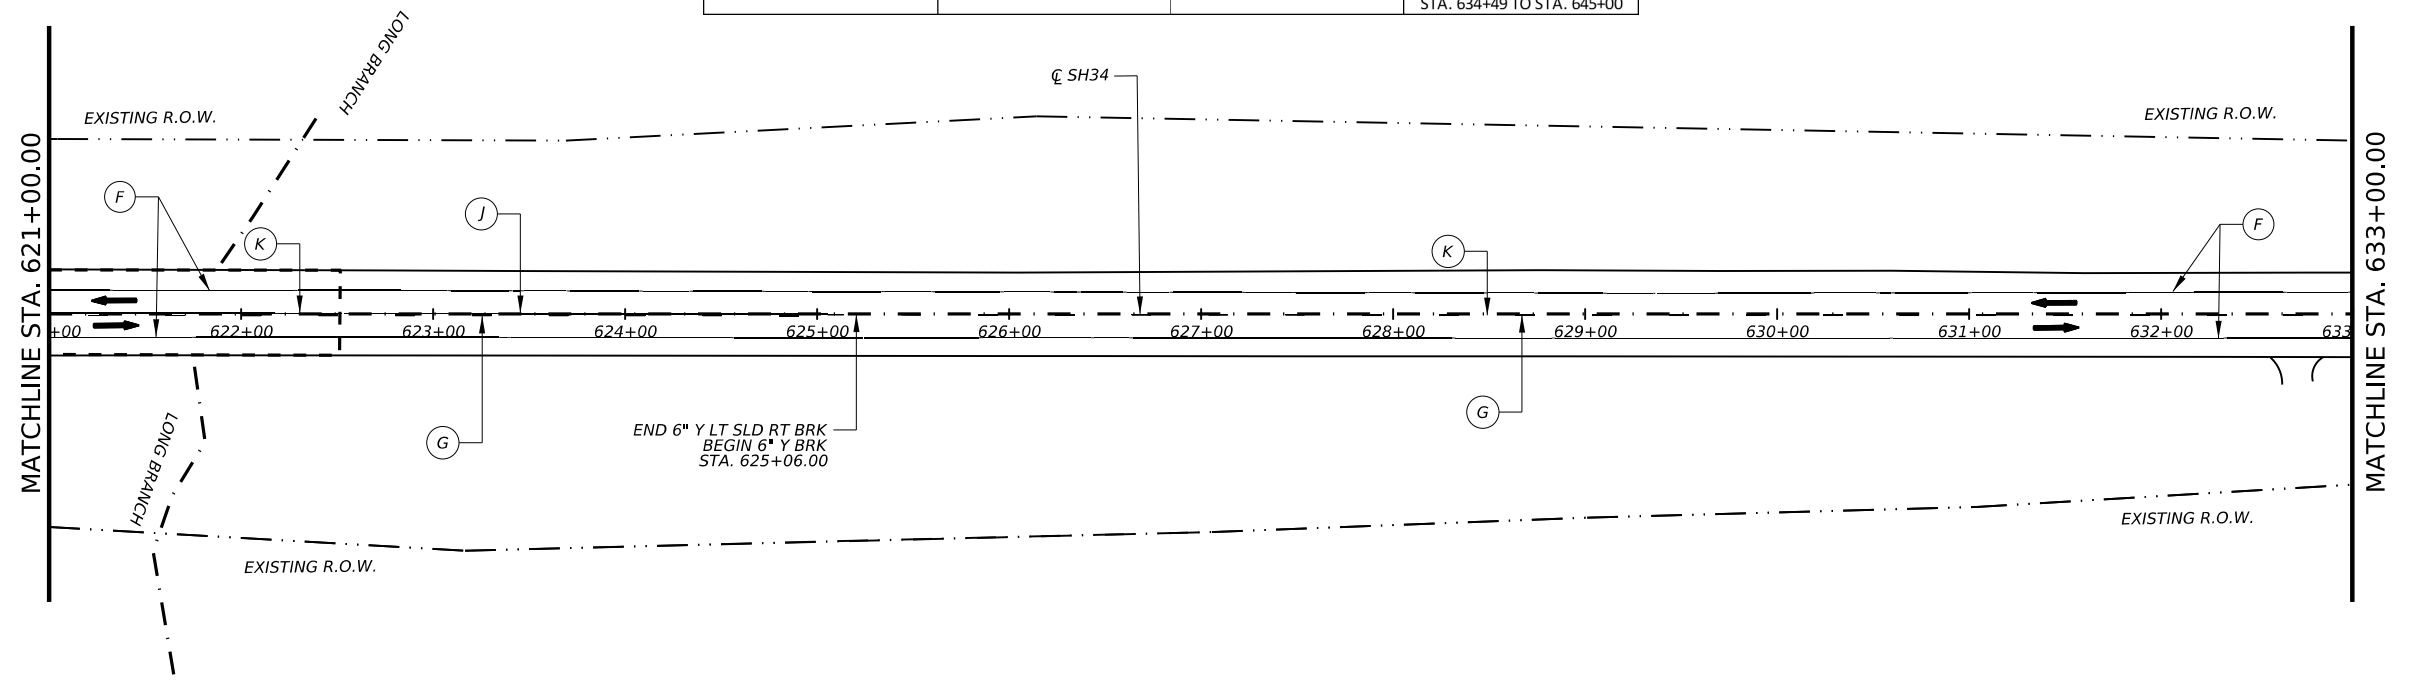 STA. 634+49 TO STA. 645+00
LONG BRANCH
℄ SH34
EXISTING R.O.W.
EXISTING R.O.W.
MATCHLINE STA. 621+00.00
MATCHLINE STA. 633+00.00
F
J
K
K
F
+00
622+00
623+00
624+00
625+00
626+00
627+00
628+00
629+00
630+00
631+00
632+00
633
LONG BRANCH
G
END 6" Y LT SLD RT BRK
BEGIN 6" Y BRK
STA. 625+06.00
G
EXISTING R.O.W.
EXISTING R.O.W.